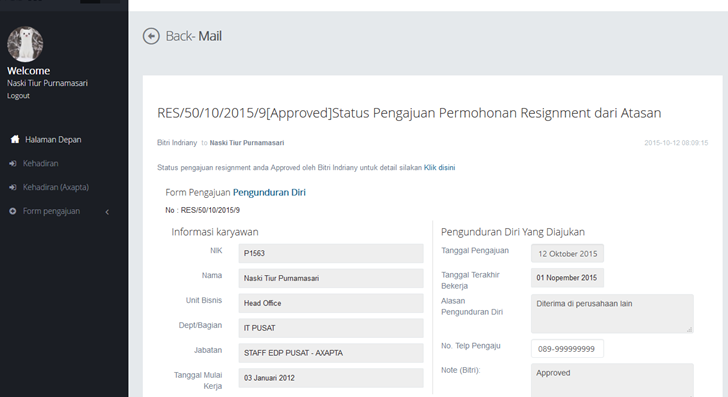 Welcome
Naski Tiur Purnamasari
Logout
Halaman Depan
Kehadiran
Kehadiran (Axapta)
Form pengajuan
Back- Mail
RES/50/10/2015/9[Approved]Status Pengajuan Permohonan Resignment dari Atasan
Bitri Indriany to Naski Tiur Purnamasari 2015-10-12 08:09:15
Status pengajuan resignment anda Approved oleh Bitri Indriany untuk detail silakan Klik disini
Form Pengajuan Pengunduran Diri
No : RES/50/10/2015/9
Informasi karyawan
NIK P1563
Nama Naski Tiur Purnamasari
Unit Bisnis Head Office
Dept/Bagian IT PUSAT
Jabatan STAFF EDP PUSAT - AXAPTA
Tanggal Mulai
Kerja 03 Januari 2012
Pengunduran Diri Yang Diajukan
Tanggal Pengajuan 12 Oktober 2015
Tanggal Terakhir
Bekerja 01 Nopember 2015
Alasan
Pengunduran Diri Diterima di perusahaan lain
No. Telp Pengaju 089-999999999
Note (Bitri): Approved